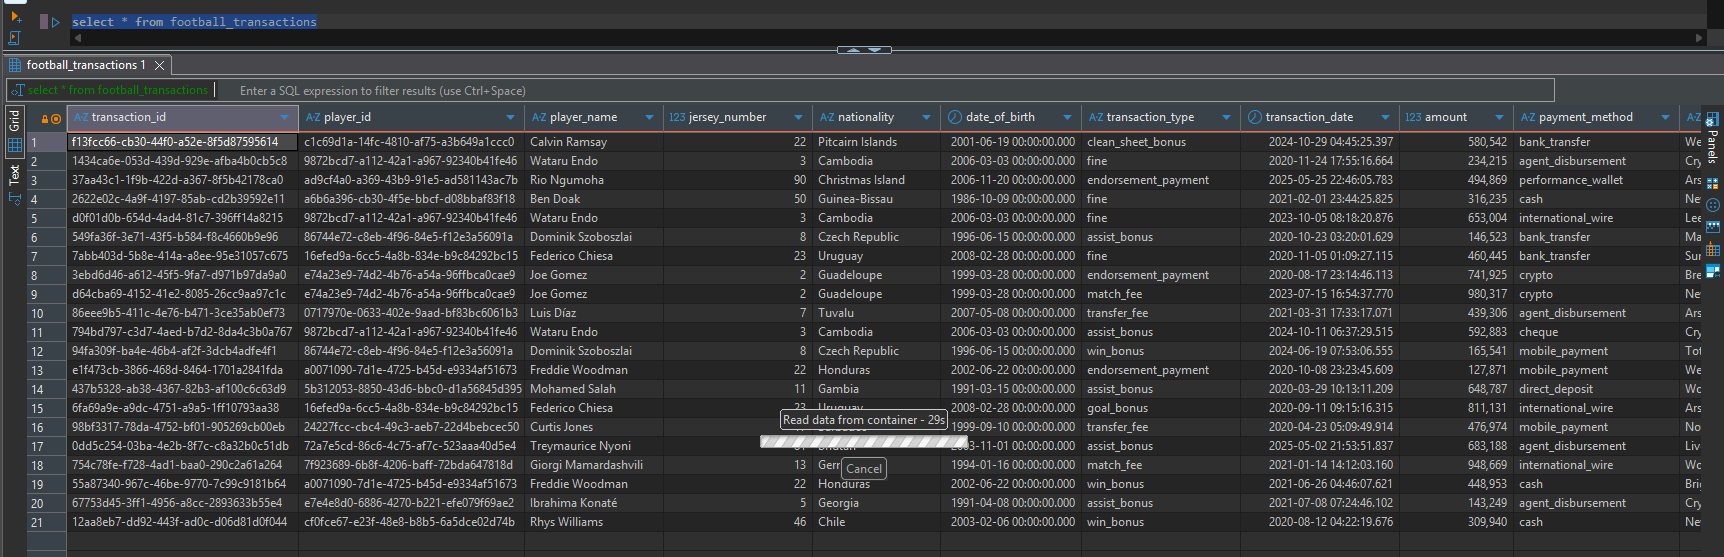 select * from football_transactions
football_transactions 1
select * from football_transactions Enter a SQL expression to filter results (use Ctrl+Space)
Grid
Text
Panels
A-Z transaction_id A-Z player_id A-Z player_name 123 jersey_number A-Z nationality date_of_birth A-Z transaction_type transaction_date 123 amount A-Z payment_method A-Z
1 f13fcc66-cb30-44f0-a52e-8f5d87595614 c1c69d1a-14fc-4810-af75-a3b649a1ccc0 Calvin Ramsay 22 Pitcairn Islands 2001-06-19 00:00:00.000 clean_sheet_bonus 2024-10-29 04:45:25.397 580,542 bank_transfer We
2 1434ca6e-053d-439d-929e-afba4b0cb5c8 9872bcd7-a112-42a1-a967-92340b41fe46 Wataru Endo 3 Cambodia 2006-03-03 00:00:00.000 fine 2020-11-24 17:55:16.664 234,215 agent_disbursement Cry
3 37aa43c1-1f9b-422d-a367-8f5b42178ca0 ad9cf4a0-a369-43b9-91e5-ad581143ac7b Rio Ngumoha 90 Christmas Island 2006-11-20 00:00:00.000 endorsement_payment 2025-05-25 22:46:05.783 494,869 performance_wallet Ars
4 2622e02c-4a9f-4197-85ab-cd2b39592e11 a6b6a396-cb30-4f5e-bbcf-d08bbaf83f18 Ben Doak 50 Guinea-Bissau 1986-10-09 00:00:00.000 fine 2021-02-01 23:44:25.825 316,235 cash Ne
5 d0f01d0b-654d-4ad4-81c7-396ff14a8215 9872bcd7-a112-42a1-a967-92340b41fe46 Wataru Endo 3 Cambodia 2006-03-03 00:00:00.000 fine 2023-10-05 08:18:20.876 653,004 international_wire Lee
6 549fa36f-3e71-43f5-b584-f8c4660b9e96 86744e72-c8eb-4f96-84e5-f12e3a56091a Dominik Szoboszlai 8 Czech Republic 1996-06-15 00:00:00.000 assist_bonus 2020-10-23 03:20:01.629 146,523 bank_transfer Ma
7 7abb403d-5b8e-414a-a8ee-95e31057c675 16efed9a-6cc5-4a8b-834e-b9c84292bc15 Federico Chiesa 23 Uruguay 2008-02-28 00:00:00.000 fine 2020-11-05 01:09:27.115 460,445 bank_transfer Sur
8 3ebd6d46-a612-45f5-9fa7-d971b97da9a0 e74a23e9-74d2-4b76-a54a-96ffbca0cae9 Joe Gomez 2 Guadeloupe 1999-03-28 00:00:00.000 endorsement_payment 2020-08-17 23:14:46.113 741,925 crypto Bre
9 d64cba69-4152-41e2-8085-26cc9aa97c1c e74a23e9-74d2-4b76-a54a-96ffbca0cae9 Joe Gomez 2 Guadeloupe 1999-03-28 00:00:00.000 match_fee 2023-07-15 16:54:37.770 980,317 crypto Ne
10 86eee9b5-411c-4e76-b471-3ce35ab0ef73 0717970e-0633-402e-9aad-bf83bc6061b3 Luis Díaz 7 Tuvalu 2007-05-08 00:00:00.000 transfer_fee 2021-03-31 17:33:17.071 439,306 agent_disbursement Ars
11 794bd797-c3d7-4aed-b7d2-8da4c3b0a767 9872bcd7-a112-42a1-a967-92340b41fe46 Wataru Endo 3 Cambodia 2006-03-03 00:00:00.000 assist_bonus 2024-10-11 06:37:29.515 592,883 cheque Cry
12 94fa309f-ba4e-46b4-af2f-3dcb4adfe4f1 86744e72-c8eb-4f96-84e5-f12e3a56091a Dominik Szoboszlai 8 Czech Republic 1996-06-15 00:00:00.000 win_bonus 2024-06-19 07:53:06.555 165,541 mobile_payment Tot
13 e1f473cb-3866-468d-8464-1701a2841fda a0071090-7d1e-4725-b45d-e9334af51673 Freddie Woodman 22 Honduras 2002-06-22 00:00:00.000 endorsement_payment 2020-10-08 23:23:45.609 127,871 mobile_payment We
14 437b5328-ab38-4367-82b3-af100c6c63d9 5b312053-8850-43d6-bbc0-d1a56845d395 Mohamed Salah 11 Gambia 1991-03-15 00:00:00.000 assist_bonus 2020-03-29 10:13:11.209 648,787 direct_deposit Wo
15 6fa69a9e-a9dc-4751-a9a5-1ff10793aa38 16efed9a-6cc5-4a8b-834e-b9c84292bc15 Federico Chiesa 23 Uruguay 2008-02-28 00:00:00.000 goal_bonus 2020-09-11 09:15:16.315 811,131 international_wire Ars
Read data from container - 29s
16 98bf3317-78da-4752-bf01-905269cb00eb 24227fcc-cbc4-49c3-aeb7-22d4bebcec50 Curtis Jones 1999-09-10 00:00:00.000 transfer_fee 2020-04-23 05:09:49.914 476,974 mobile_payment No
17 0dd5c254-03ba-4e2b-8f7c-c8a32b0c51db 72a7e5cd-86c6-4c75-af7c-523aaa40d5e4 Treymaurice Nyoni 03-11-01 00:00:00.000 assist_bonus 2025-05-02 21:53:51.837 683,188 agent_disbursement Liv
18 754c78fe-f728-4ad1-baa0-290c2a61a264 7f923689-6b8f-4206-baff-72bda647818d Giorgi Mamardashvili 13 Gerr 1994-01-16 00:00:00.000 match_fee 2021-01-14 14:12:03.160 948,669 international_wire Wo
Cancel
19 55a87340-967c-46be-9770-7c99c9181b64 a0071090-7d1e-4725-b45d-e9334af51673 Freddie Woodman 22 Honduras 2002-06-22 00:00:00.000 win_bonus 2021-06-26 04:46:07.621 448,953 cash Bri
20 67753d45-3ff1-4956-a8cc-2893633b55e4 e7e4e8d0-6886-4270-b221-efe079f69ae2 Ibrahima Konaté 5 Georgia 1991-04-08 00:00:00.000 assist_bonus 2021-07-08 07:24:46.102 143,249 agent_disbursement Cry
21 12aa8eb7-dd92-443f-ad0c-d06d81d0f044 cf0fce67-e23f-48e8-b8b5-6a5dce02d74b Rhys Williams 46 Chile 2003-02-06 00:00:00.000 win_bonus 2020-08-12 04:22:19.676 309,940 cash Ne